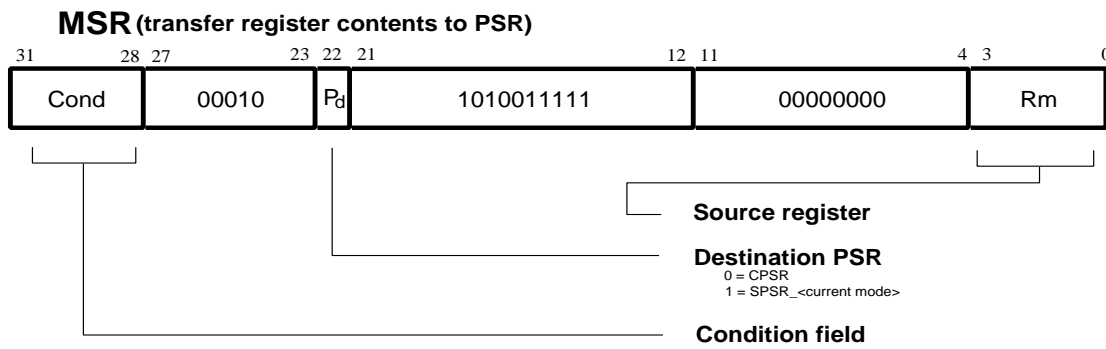 MSR (transfer register contents to PSR)
31 28 27 23 22 21 12 11 4 3 0
Cond 00010 Pd 1010011111 00000000 Rm
Source register
Destination PSR
0 = CPSR
1 = SPSR_<current mode>
Condition field